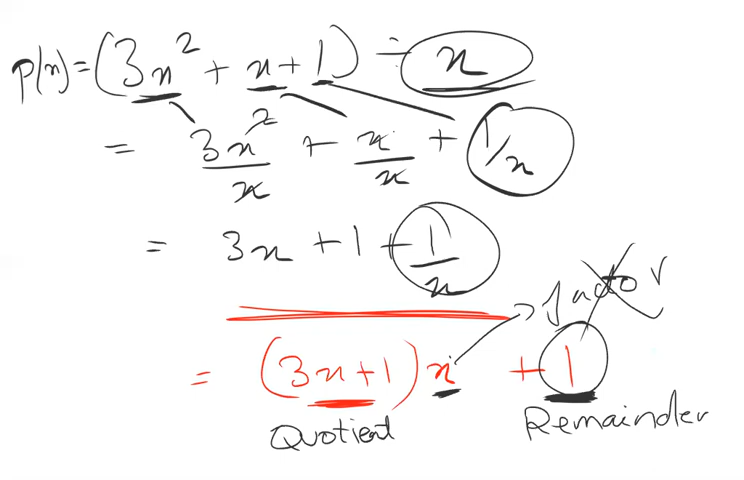 p(x) = (3x² + x + 1) ÷ x
= 3x²/x + x/x + 1/x
= 3x + 1 + 1/x
factor
= (3x + 1) x + 1
Quotient Remainder